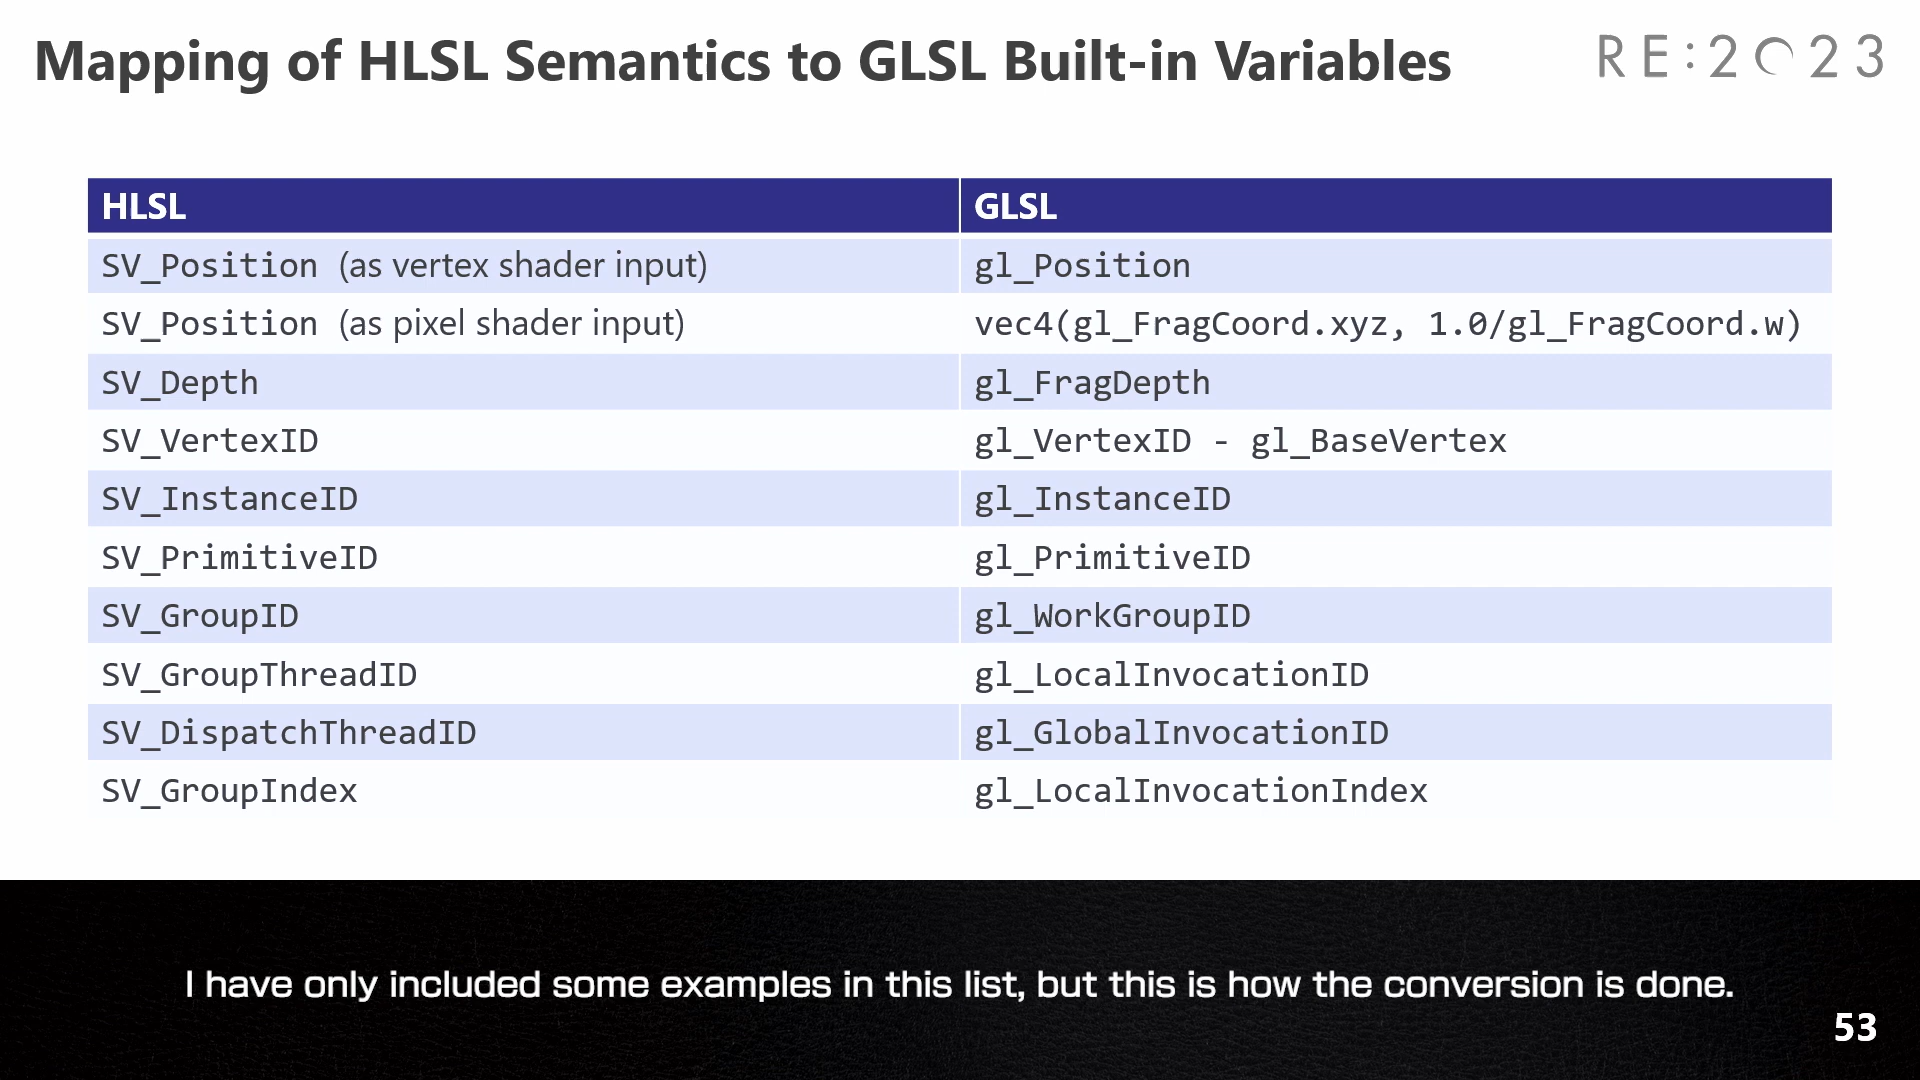 Mapping of HLSL Semantics to GLSL Built-in Variables
RE:2023
HLSL GLSL
SV_Position (as vertex shader input) gl_Position
SV_Position (as pixel shader input) vec4(gl_FragCoord.xyz, 1.0/gl_FragCoord.w)
SV_Depth gl_FragDepth
SV_VertexID gl_VertexID - gl_BaseVertex
SV_InstanceID gl_InstanceID
SV_PrimitiveID gl_PrimitiveID
SV_GroupID gl_WorkGroupID
SV_GroupThreadID gl_LocalInvocationID
SV_DispatchThreadID gl_GlobalInvocationID
SV_GroupIndex gl_LocalInvocationIndex
I have only included some examples in this list, but this is how the conversion is done.
53